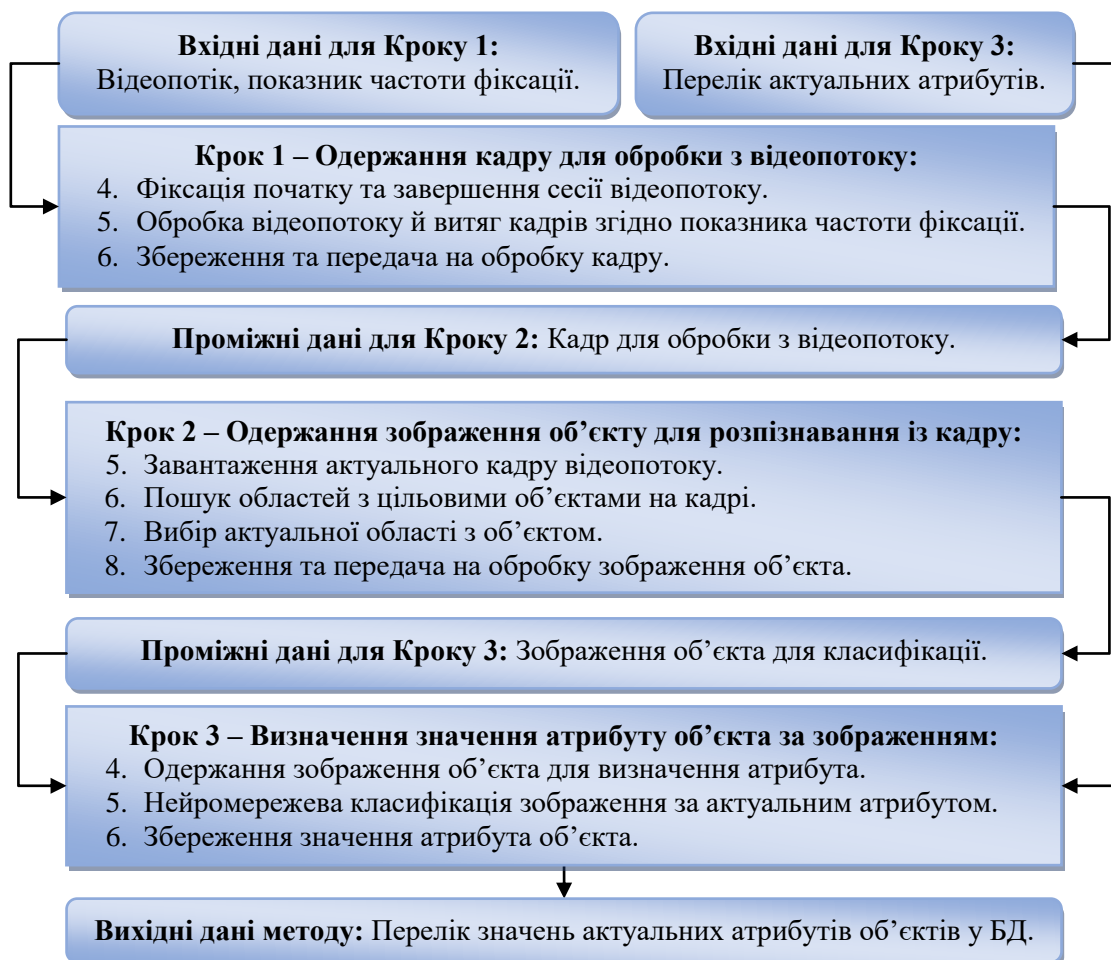 Вхідні дані для Кроку 1:
Відеопотік, показник частоти фіксації.
Вхідні дані для Кроку 3:
Перелік актуальних атрибутів.
Крок 1 – Одержання кадру для обробки з відеопотоку:
4. Фіксація початку та завершення сесії відеопотоку.
5. Обробка відеопотоку й витяг кадрів згідно показника частоти фіксації.
6. Збереження та передача на обробку кадру.
Проміжні дані для Кроку 2: Кадр для обробки з відеопотоку.
Крок 2 – Одержання зображення об’єкту для розпізнавання із кадру:
5. Завантаження актуального кадру відеопотоку.
6. Пошук областей з цільовими об’єктами на кадрі.
7. Вибір актуальної області з об’єктом.
8. Збереження та передача на обробку зображення об’єкта.
Проміжні дані для Кроку 3: Зображення об’єкта для класифікації.
Крок 3 – Визначення значення атрибуту об’єкта за зображенням:
4. Одержання зображення об’єкта для визначення атрибута.
5. Нейромережева класифікація зображення за актуальним атрибутом.
6. Збереження значення атрибута об’єкта.
Вихідні дані методу: Перелік значень актуальних атрибутів об’єктів у БД.